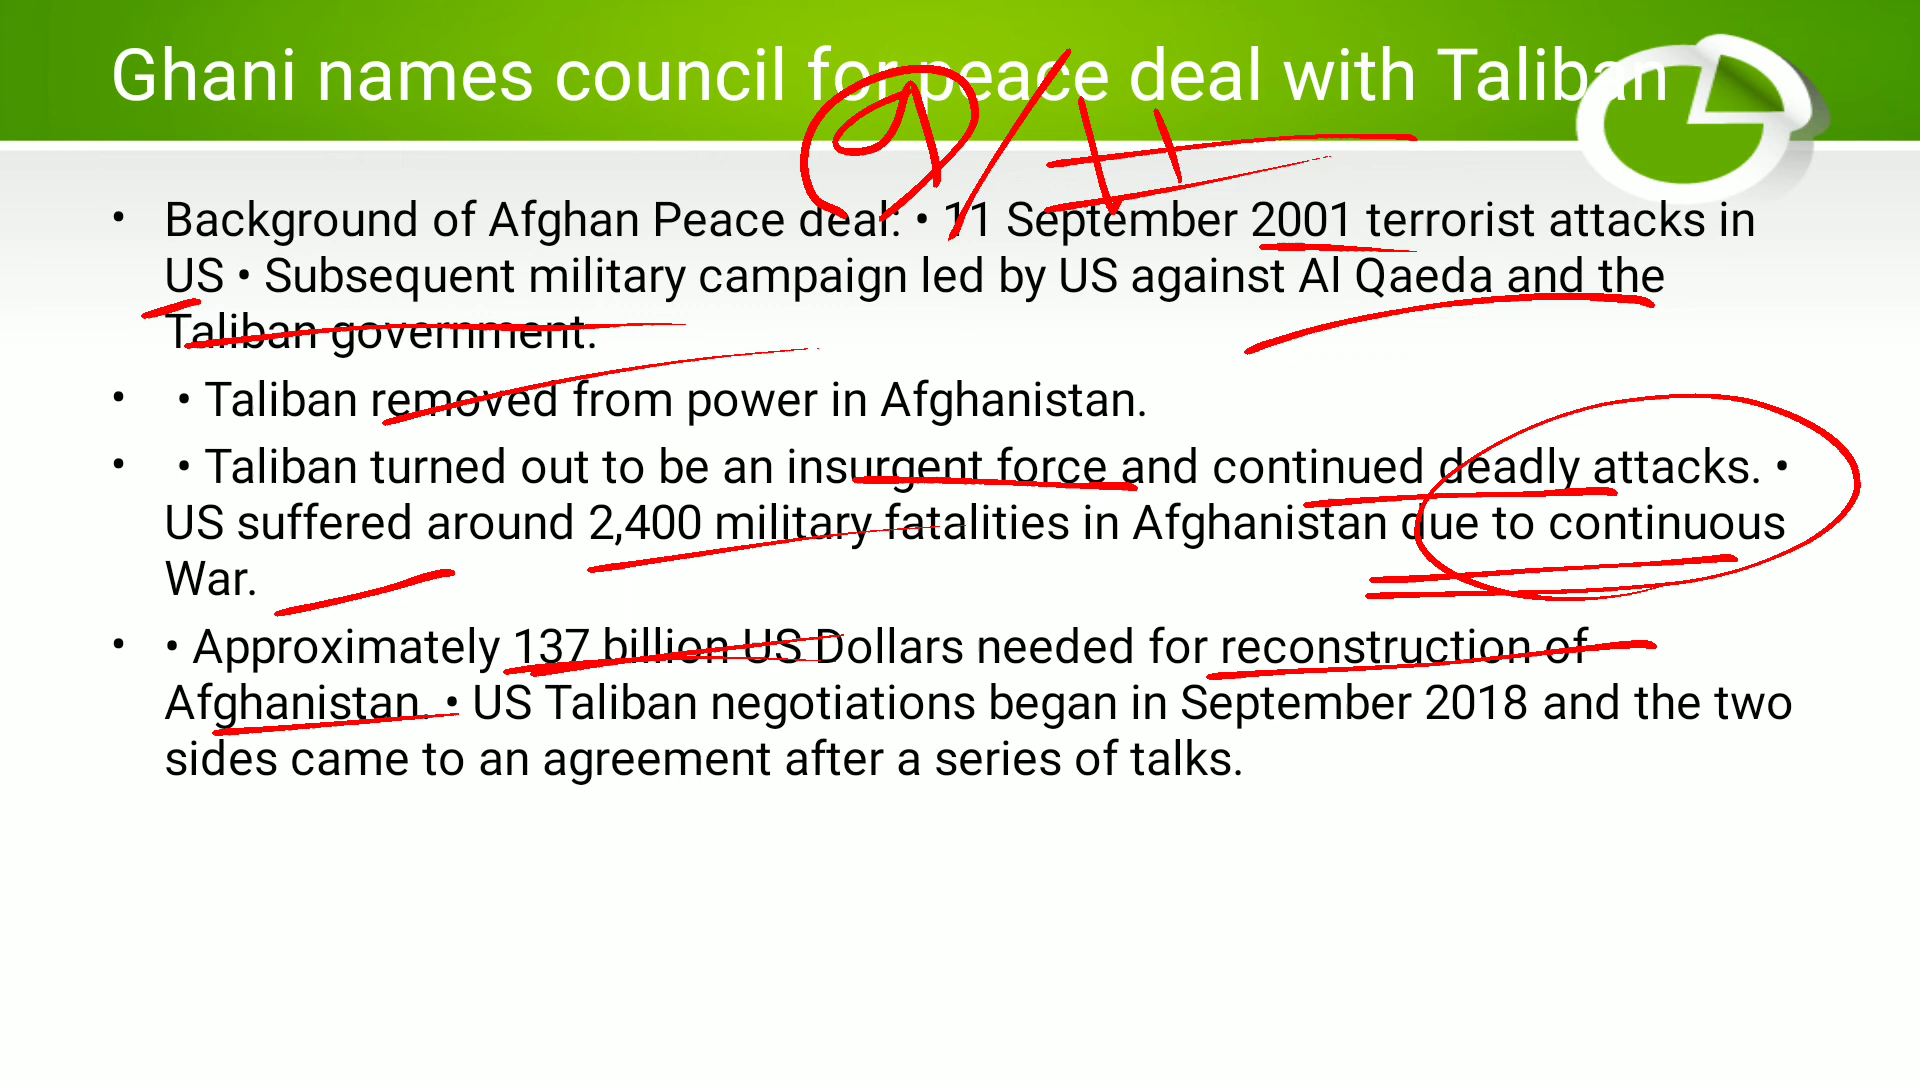 Ghani names council for peace deal with Taliban
9/11
• Background of Afghan Peace deal: • 11 September 2001 terrorist attacks in
US • Subsequent military campaign led by US against Al Qaeda and the
Taliban government.
• • Taliban removed from power in Afghanistan.
• • Taliban turned out to be an insurgent force and continued deadly attacks. •
US suffered around 2,400 military fatalities in Afghanistan due to continuous
War.
• • Approximately 137 billion US Dollars needed for reconstruction of
Afghanistan. • US Taliban negotiations began in September 2018 and the two
sides came to an agreement after a series of talks.